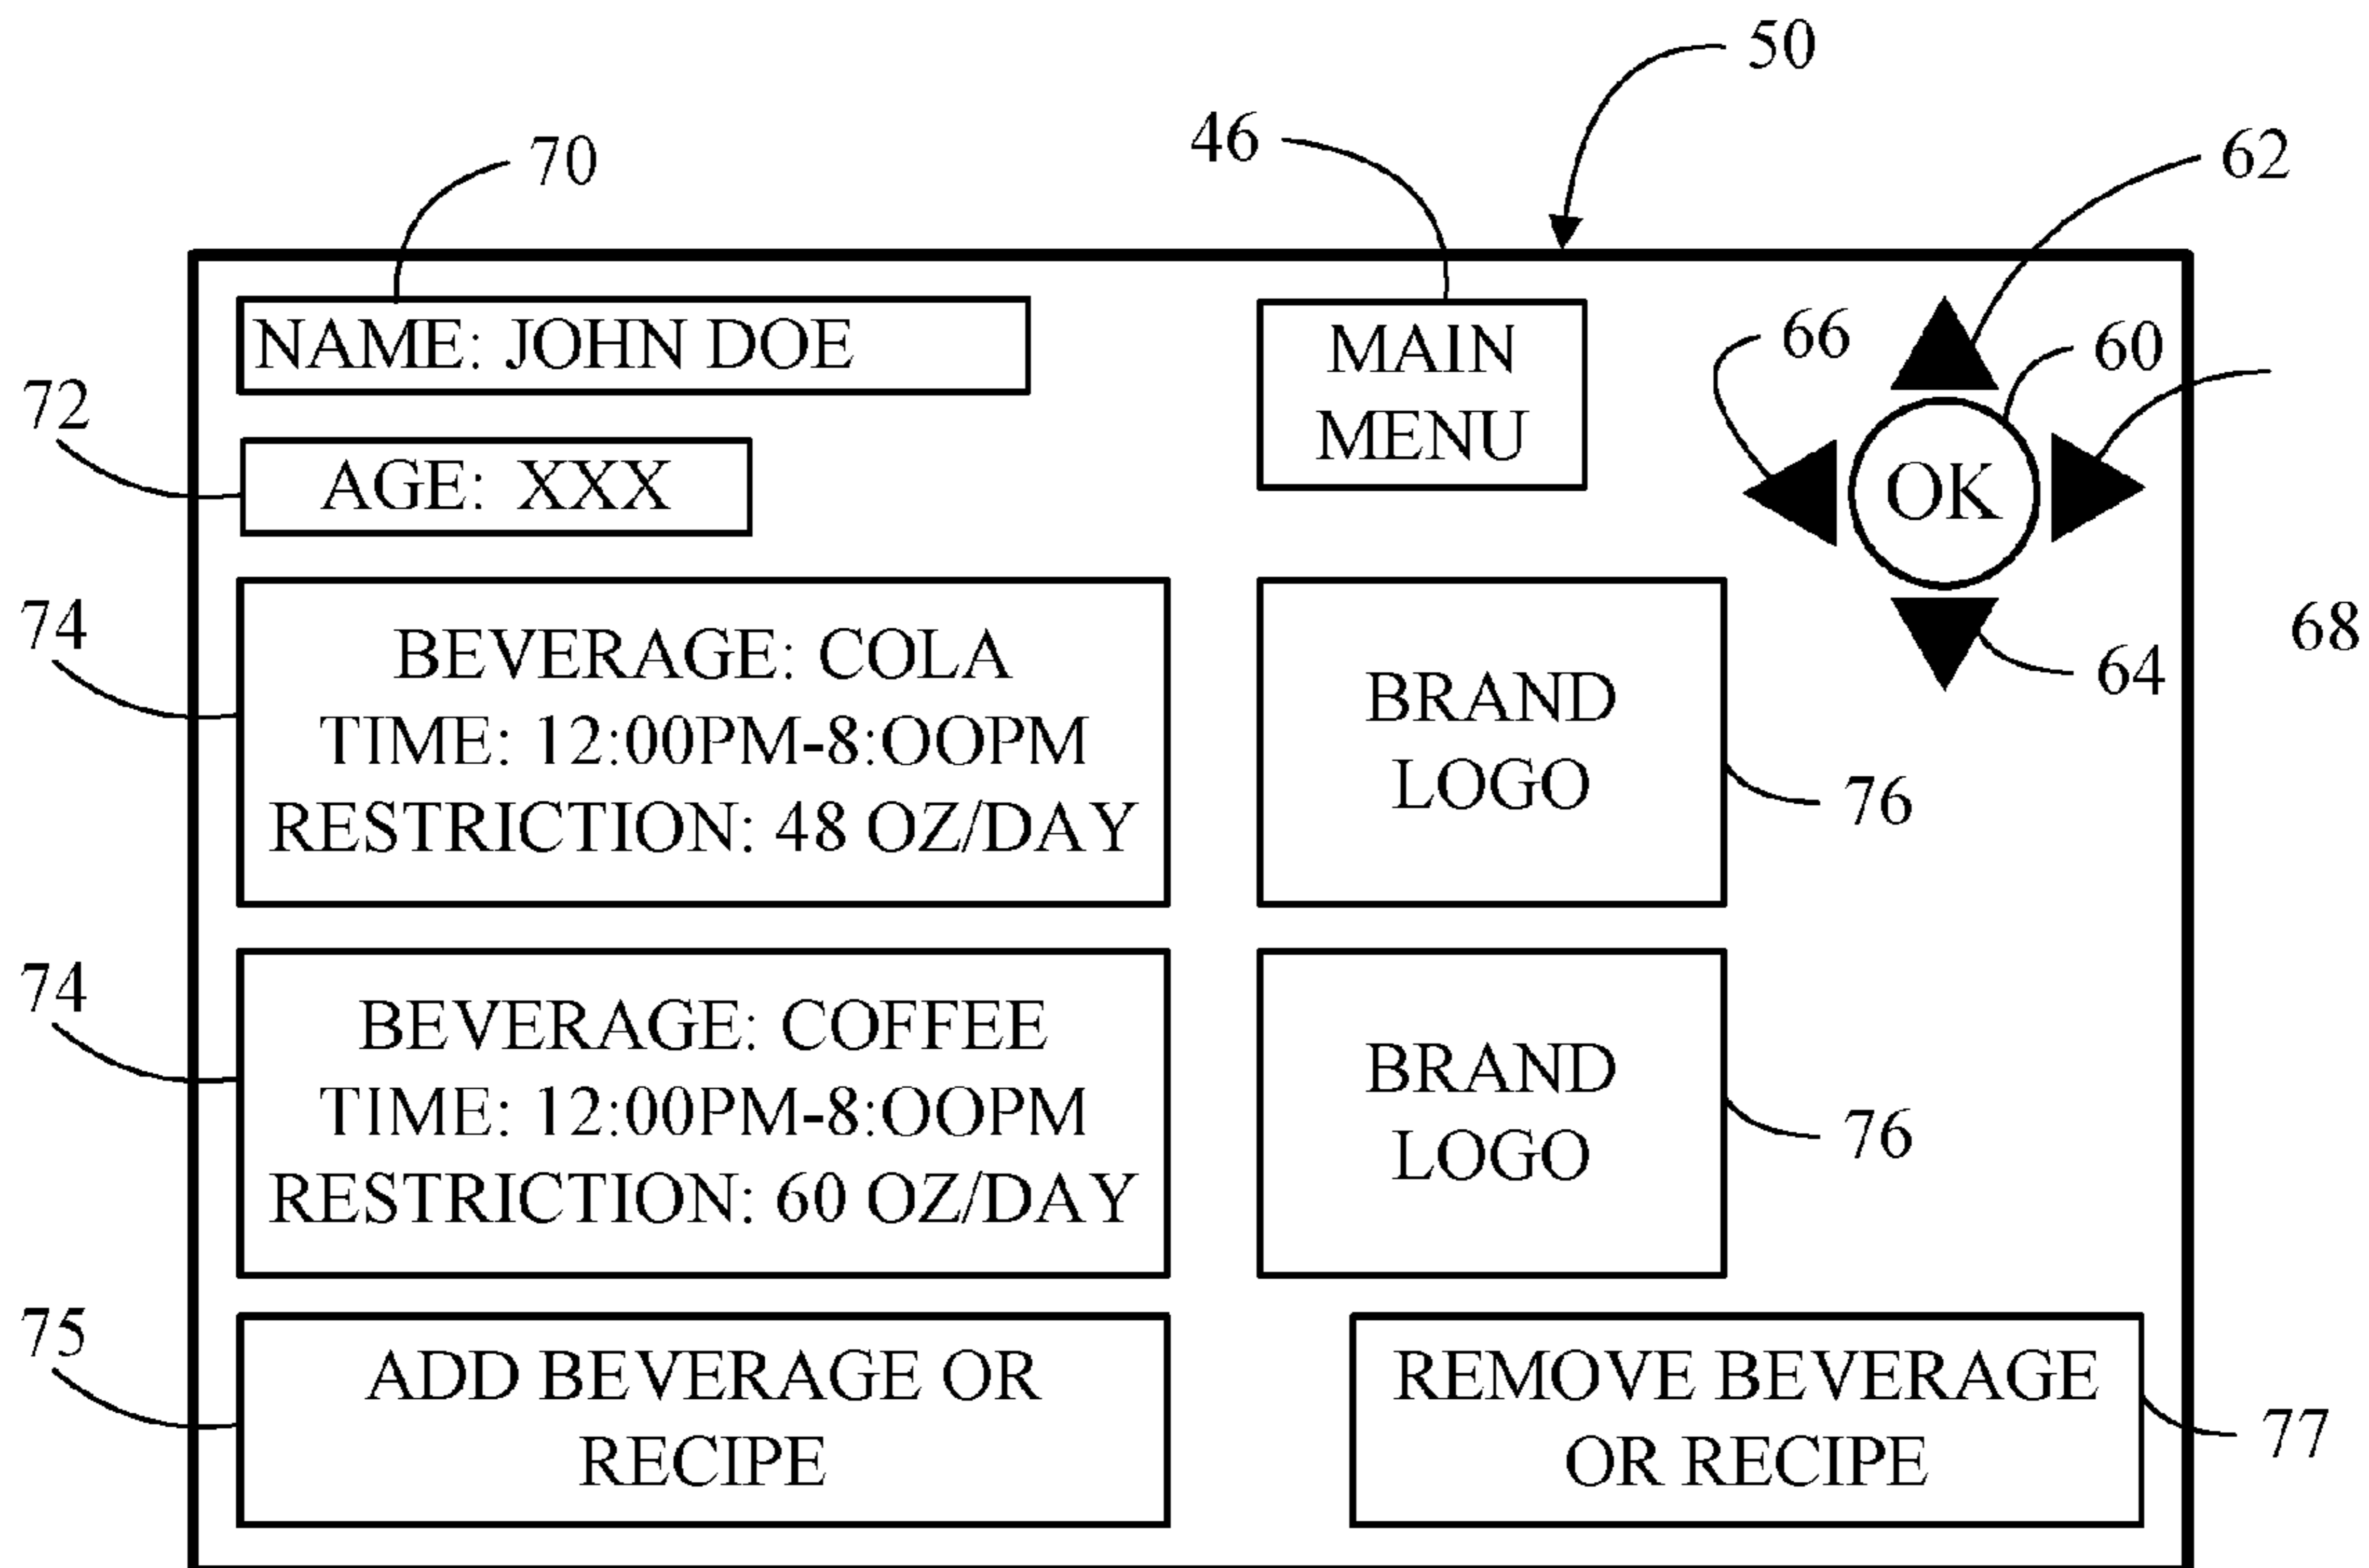 50
46
62
70
NAME: JOHN DOE
MAIN
MENU
66
60
72
AGE: XXX
OK
68
64
74
BEVERAGE: COLA
TIME: 12:00PM-8:OOPM
RESTRICTION: 48 OZ/DAY
BRAND
LOGO
76
74
BEVERAGE: COFFEE
TIME: 12:00PM-8:OOPM
RESTRICTION: 60 OZ/DAY
BRAND
LOGO
76
75
ADD BEVERAGE OR
RECIPE
REMOVE BEVERAGE
OR RECIPE
77